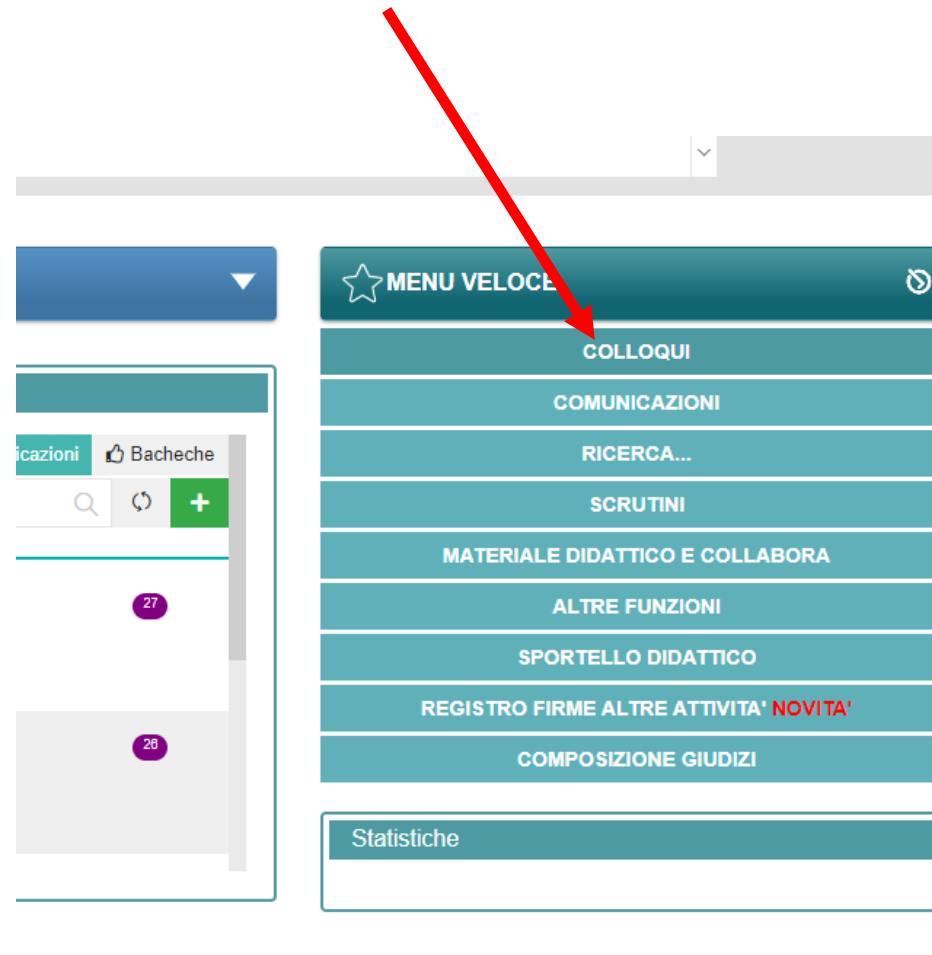 MENU VELOCE
COLLOQUI
COMUNICAZIONI
icazioni Bacheche
RICERCA...
+
SCRUTINI
MATERIALE DIDATTICO E COLLABORA
27
ALTRE FUNZIONI
SPORTELLO DIDATTICO
REGISTRO FIRME ALTRE ATTIVITA' NOVITA'
26
COMPOSIZIONE GIUDIZI
Statistiche